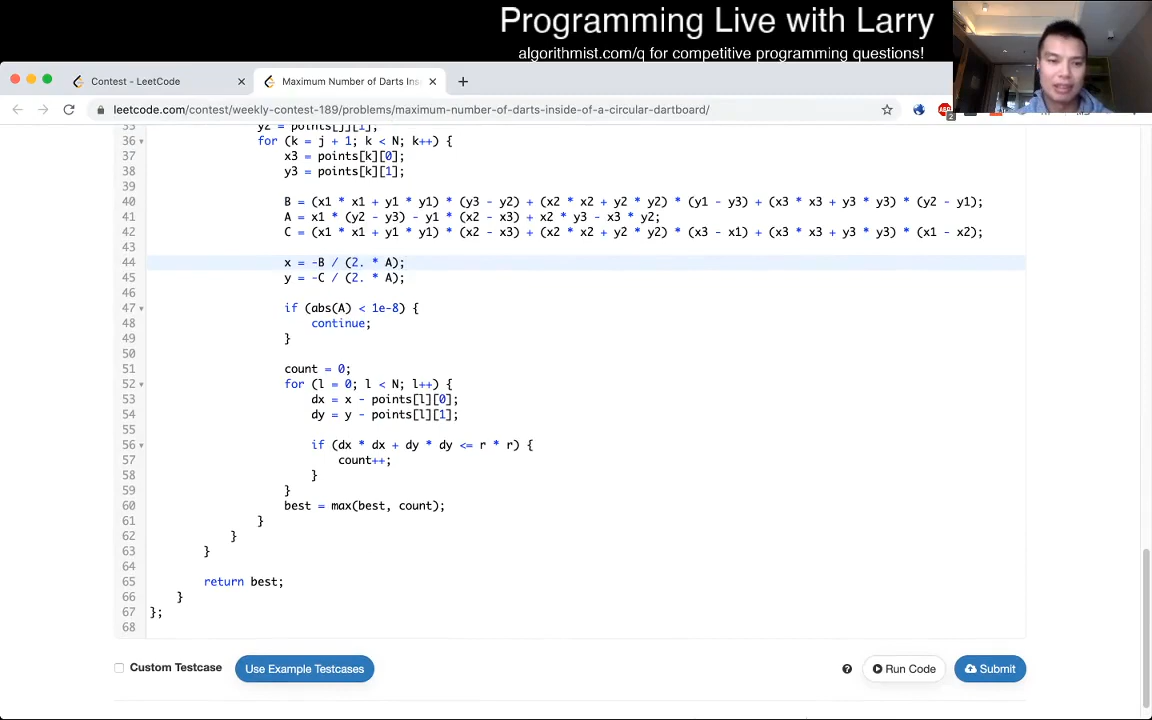 Programming Live with Larry
algorithmist.com/q for competitive programming questions!
Contest - LeetCode
Maximum Number of Darts Ins
leetcode.com/contest/weekly-contest-189/problems/maximum-number-of-darts-inside-of-a-circular-dartboard/
35 y2 = points[j][1];
36 for (k = j + 1; k < N; k++) {
37 x3 = points[k][0];
38 y3 = points[k][1];
39
40 B = (x1 * x1 + y1 * y1) * (y3 - y2) + (x2 * x2 + y2 * y2) * (y1 - y3) + (x3 * x3 + y3 * y3) * (y2 - y1);
41 A = x1 * (y2 - y3) - y1 * (x2 - x3) + x2 * y3 - x3 * y2;
42 C = (x1 * x1 + y1 * y1) * (x2 - x3) + (x2 * x2 + y2 * y2) * (x3 - x1) + (x3 * x3 + y3 * y3) * (x1 - x2);
43
44 x = -B / (2. * A);
45 y = -C / (2. * A);
46
47 if (abs(A) < 1e-8) {
48 continue;
49 }
50
51 count = 0;
52 for (l = 0; l < N; l++) {
53 dx = x - points[l][0];
54 dy = y - points[l][1];
55
56 if (dx * dx + dy * dy <= r * r) {
57 count++;
58 }
59 }
60 best = max(best, count);
61 }
62 }
63 }
64
65 return best;
66 }
67 };
68
Custom Testcase
Use Example Testcases
Run Code
Submit